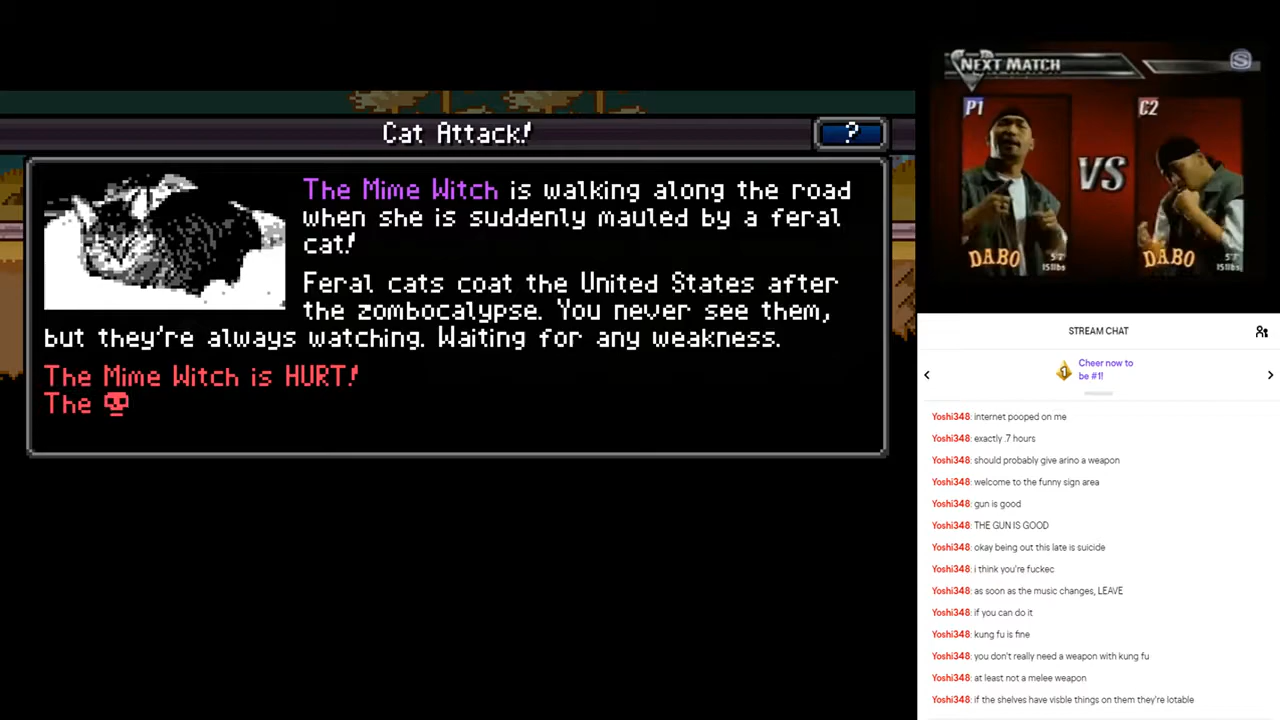 Cat Attack!
?
The Mime Witch is walking along the road
when she is suddenly mauled by a feral
cat!
Feral cats coat the United States after
the zombocalypse. You never see them,
but they're always watching. Waiting for any weakness.
The Mime Witch is HURT!
The
NEXT MATCH
S
P1
C2
VS
DABO
5'7"
151lbs
DABO
5'7"
151lbs
STREAM CHAT
1
Cheer now to
be #1!
Yoshi348: internet pooped on me
Yoshi348: exactly .7 hours
Yoshi348: should probably give arino a weapon
Yoshi348: welcome to the funny sign area
Yoshi348: gun is good
Yoshi348: THE GUN IS GOOD
Yoshi348: okay being out this late is suicide
Yoshi348: i think you're fuckec
Yoshi348: as soon as the music changes, LEAVE
Yoshi348: if you can do it
Yoshi348: kung fu is fine
Yoshi348: you don't really need a weapon with kung fu
Yoshi348: at least not a melee weapon
Yoshi348: if the shelves have visble things on them they're lotable